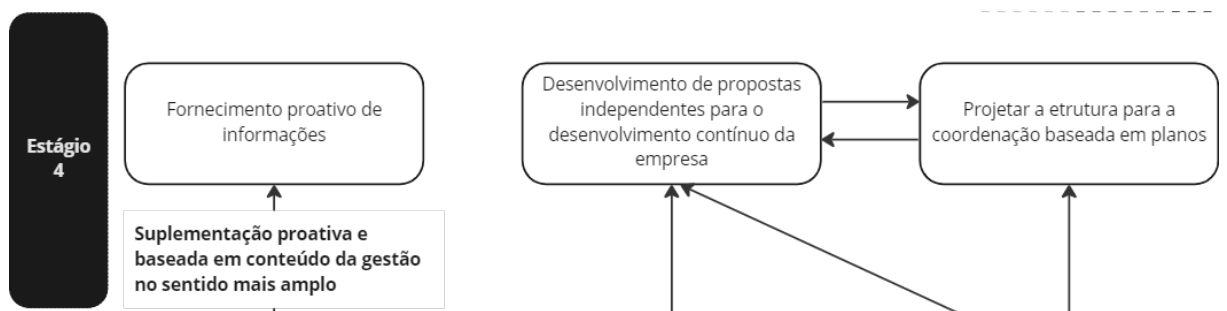 Estágio
4
Fornecimento proativo de
informações
Suplementação proativa e
baseada em conteúdo da gestão
no sentido mais amplo
Desenvolvimento de propostas
independentes para o
desenvolvimento contínuo da
empresa
Projetar a etrutura para a
coordenação baseada em planos